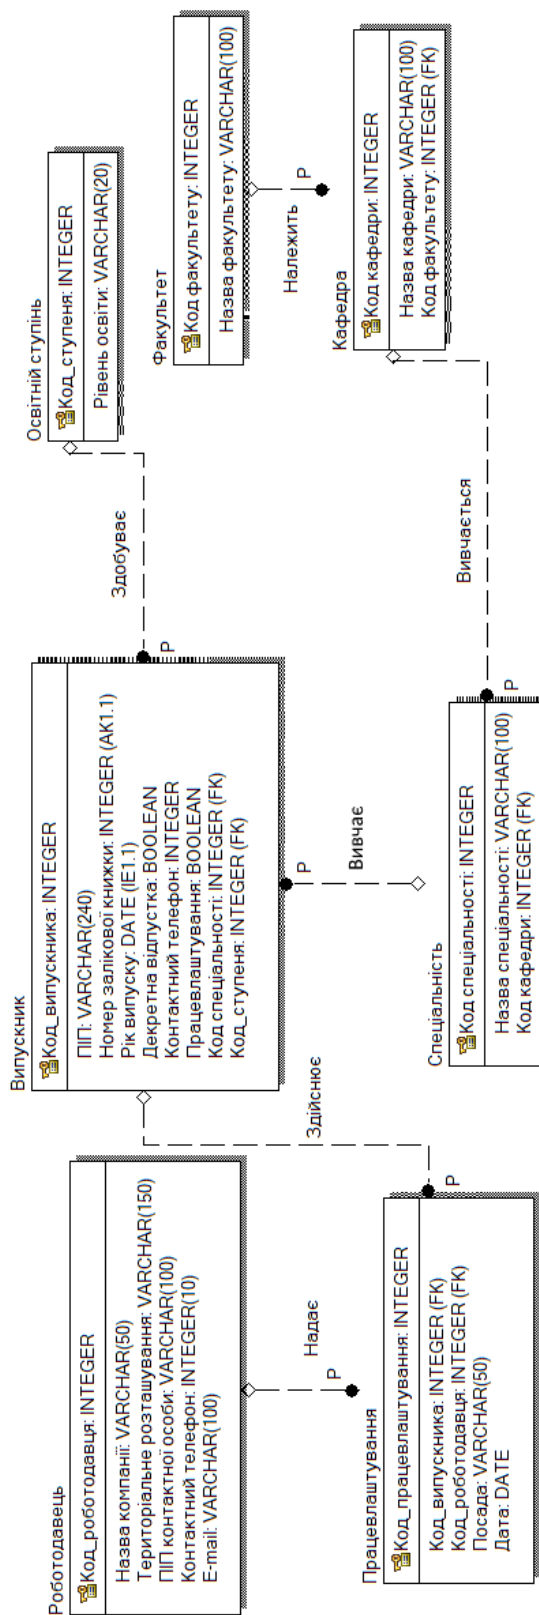 Роботодавець
Код_роботодавця: INTEGER
Назва компанії: VARCHAR(50)
Територіальне розташування: VARCHAR(150)
ПІП контактної особи: VARCHAR(100)
Контактний телефон: INTEGER(10)
E-mail: VARCHAR(100)
Надає
P
Працевлаштування
Код_працевлаштування: INTEGER
Код_випускника: INTEGER (FK)
Код_роботодавця: INTEGER (FK)
Посада: VARCHAR(50)
Дата: DATE
P
Здійснює
Випускник
Код_випускника: INTEGER
ПІП: VARCHAR(240)
Номер залікової книжки: INTEGER (AK1.1)
Рік випуску: DATE (IE1.1)
Декретна відпустка: BOOLEAN
Контактний телефон: INTEGER
Працевлаштування: BOOLEAN
Код спеціальності: INTEGER (FK)
Код_ступеня: INTEGER (FK)
P
Вивчає
Спеціальність
Код спеціальності: INTEGER
Назва спеціальності: VARCHAR(100)
Код кафедри: INTEGER (FK)
P
Здобуває
P
Вивчається
Освітній ступінь
Код_ступеня: INTEGER
Рівень освіти: VARCHAR(20)
Факультет
Код факультету: INTEGER
Назва факультету: VARCHAR(100)
Належить
P
Кафедра
Код кафедри: INTEGER
Назва кафедри: VARCHAR(100)
Код факультету: INTEGER (FK)